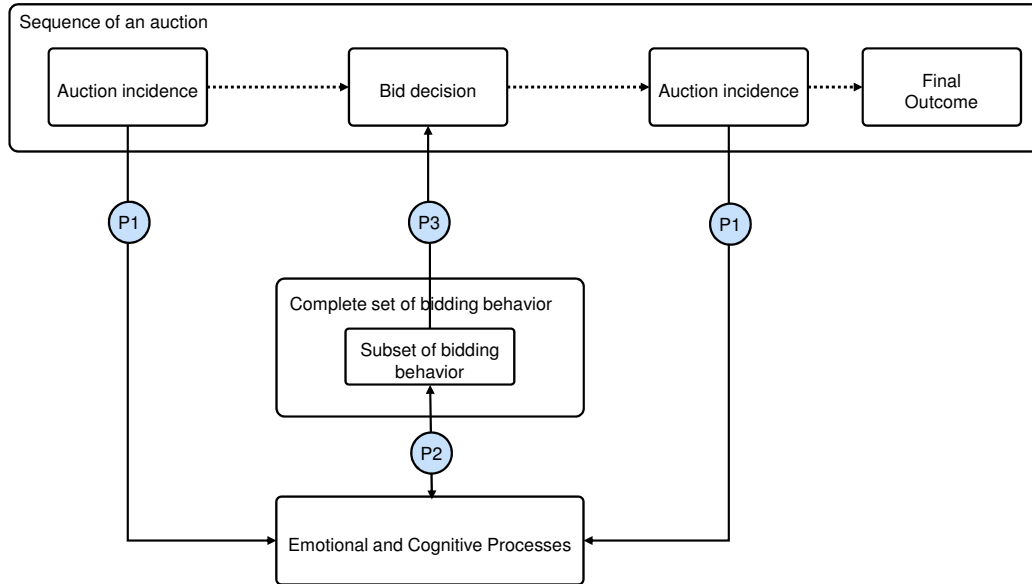 Sequence of an auction
Auction incidence
Bid decision
Auction incidence
Final
Outcome
P1
P3
P1
Complete set of bidding behavior
Subset of bidding
behavior
P2
Emotional and Cognitive Processes